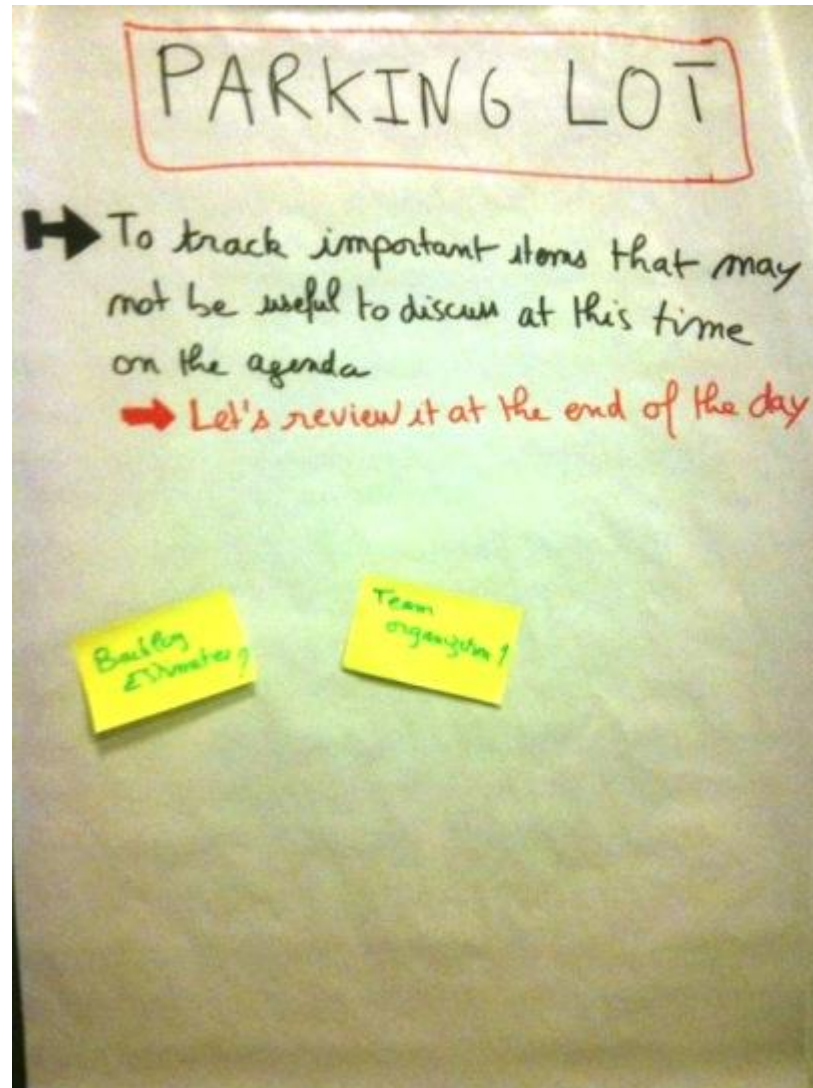 PARKING LOT
To track important items that may
not be useful to discuss at this time
on the agenda
Let's review it at the end of the day
Backlog
Estimation ?
Team
organization ?